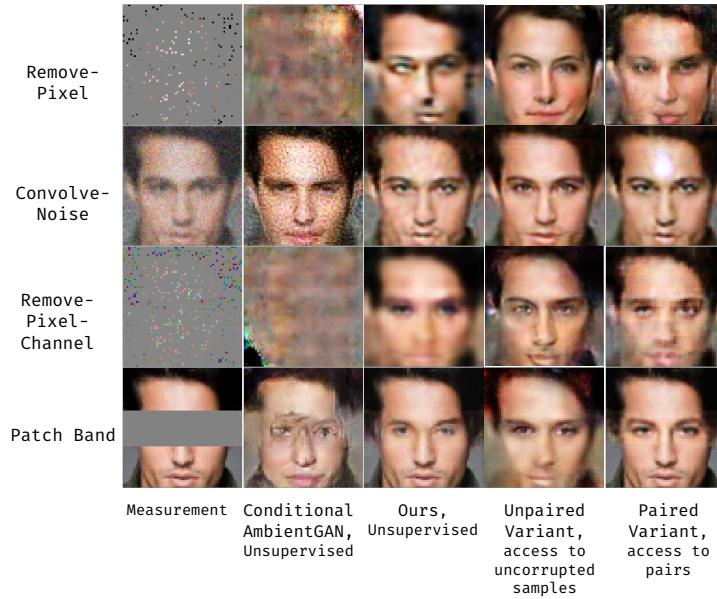 Remove-
Pixel
Convolve-
Noise
Remove-
Pixel-
Channel
Patch Band
Measurement
Conditional
AmbientGAN,
Unsupervised
Ours,
Unsupervised
Unpaired
Variant,
access to
uncorrupted
samples
Paired
Variant,
access to
pairs